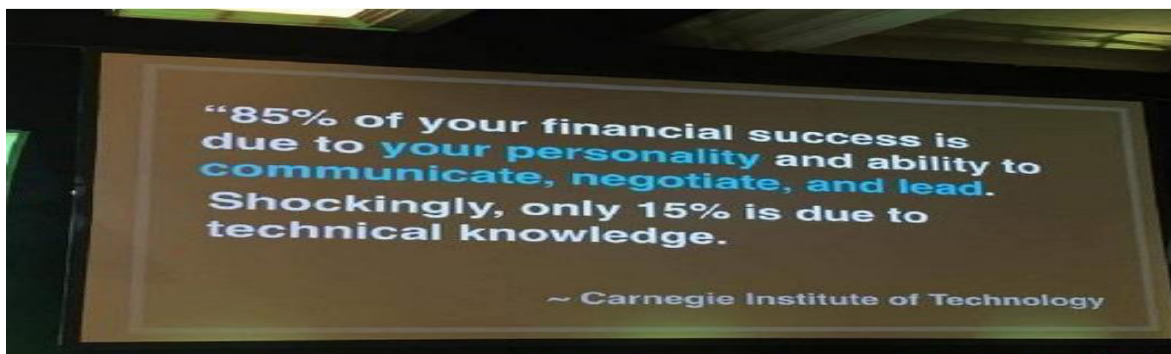 “85% of your financial success is
due to your personality and ability to
communicate, negotiate, and lead.
Shockingly, only 15% is due to
technical knowledge.
~ Carnegie Institute of Technology